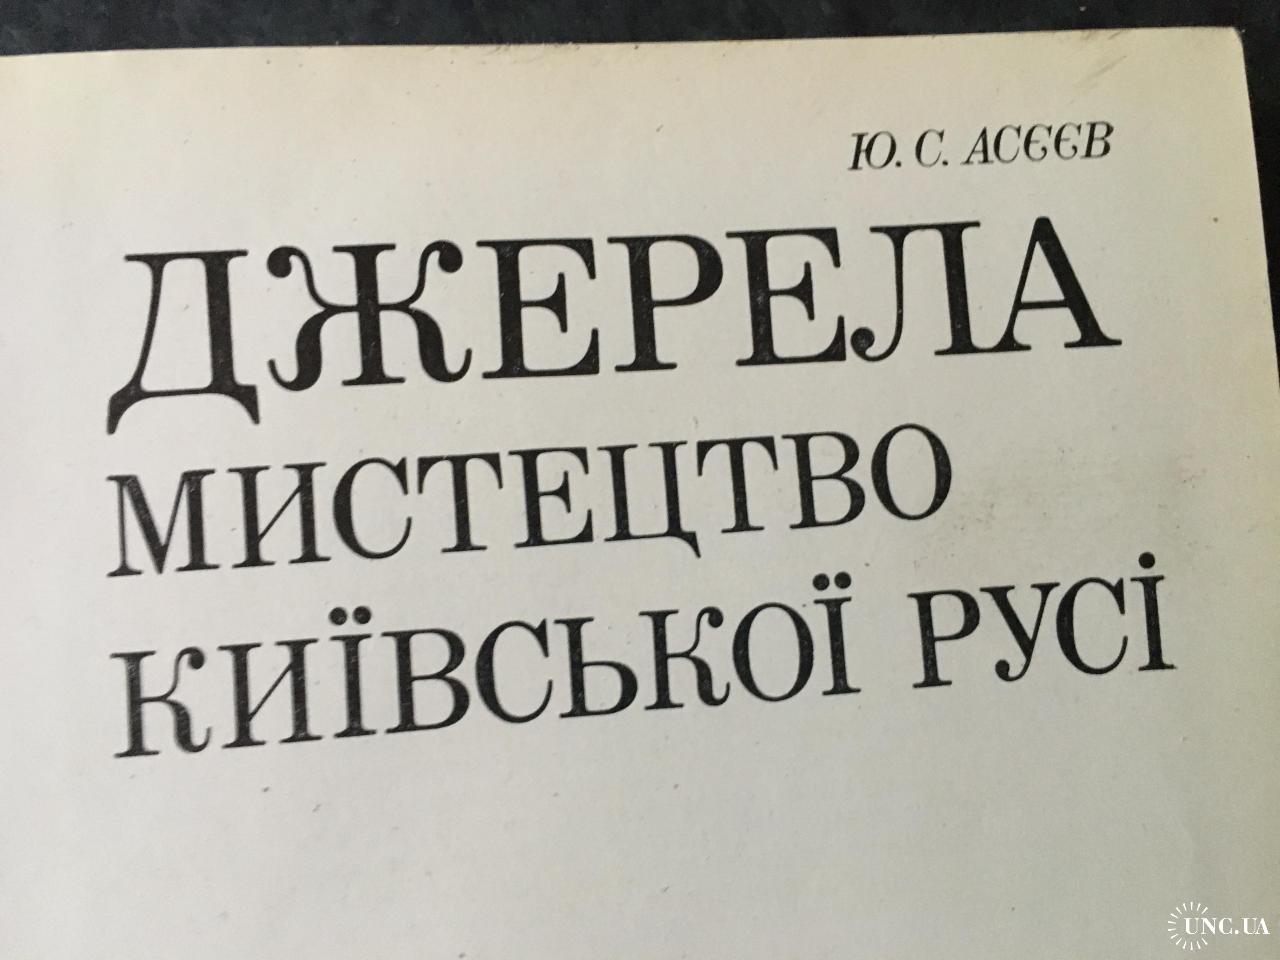 Ю. С. АСЄЄВ
ДЖЕРЕЛА
МИСТЕЦТВО
КИЇВСЬКОЇ РУСІ
UNC.UA